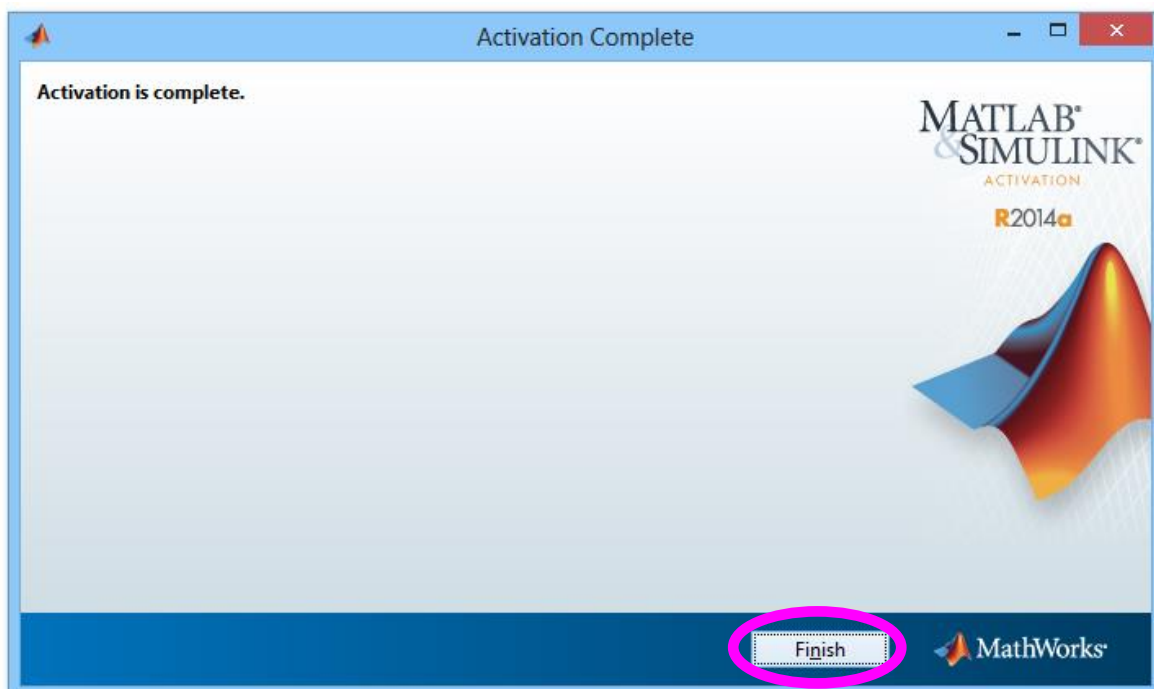 Activation Complete
Activation is complete.
MATLAB®
&SIMULINK®
ACTIVATION
R2014a
Finish
MathWorks®